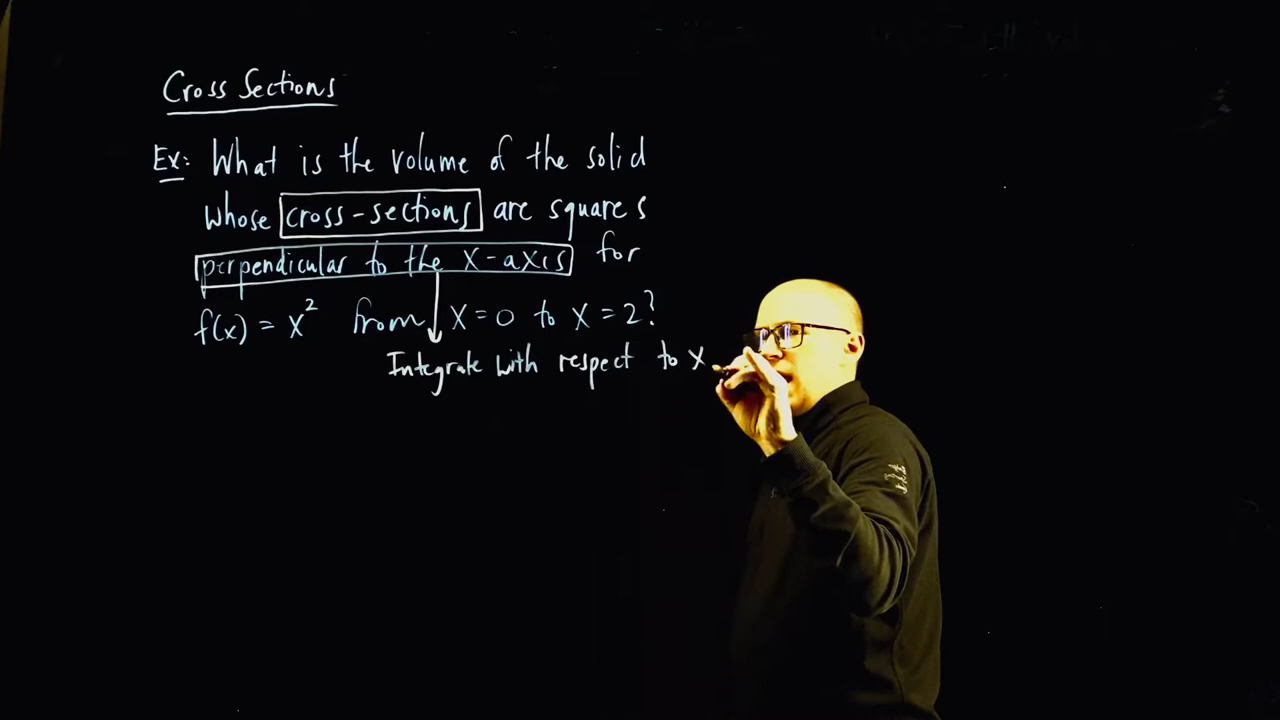 Cross Sections
Ex: What is the volume of the solid
whose cross-sections are squares
perpendicular to the x-axis for
f(x) = x² from x = 0 to x = 2?
Integrate with respect to x